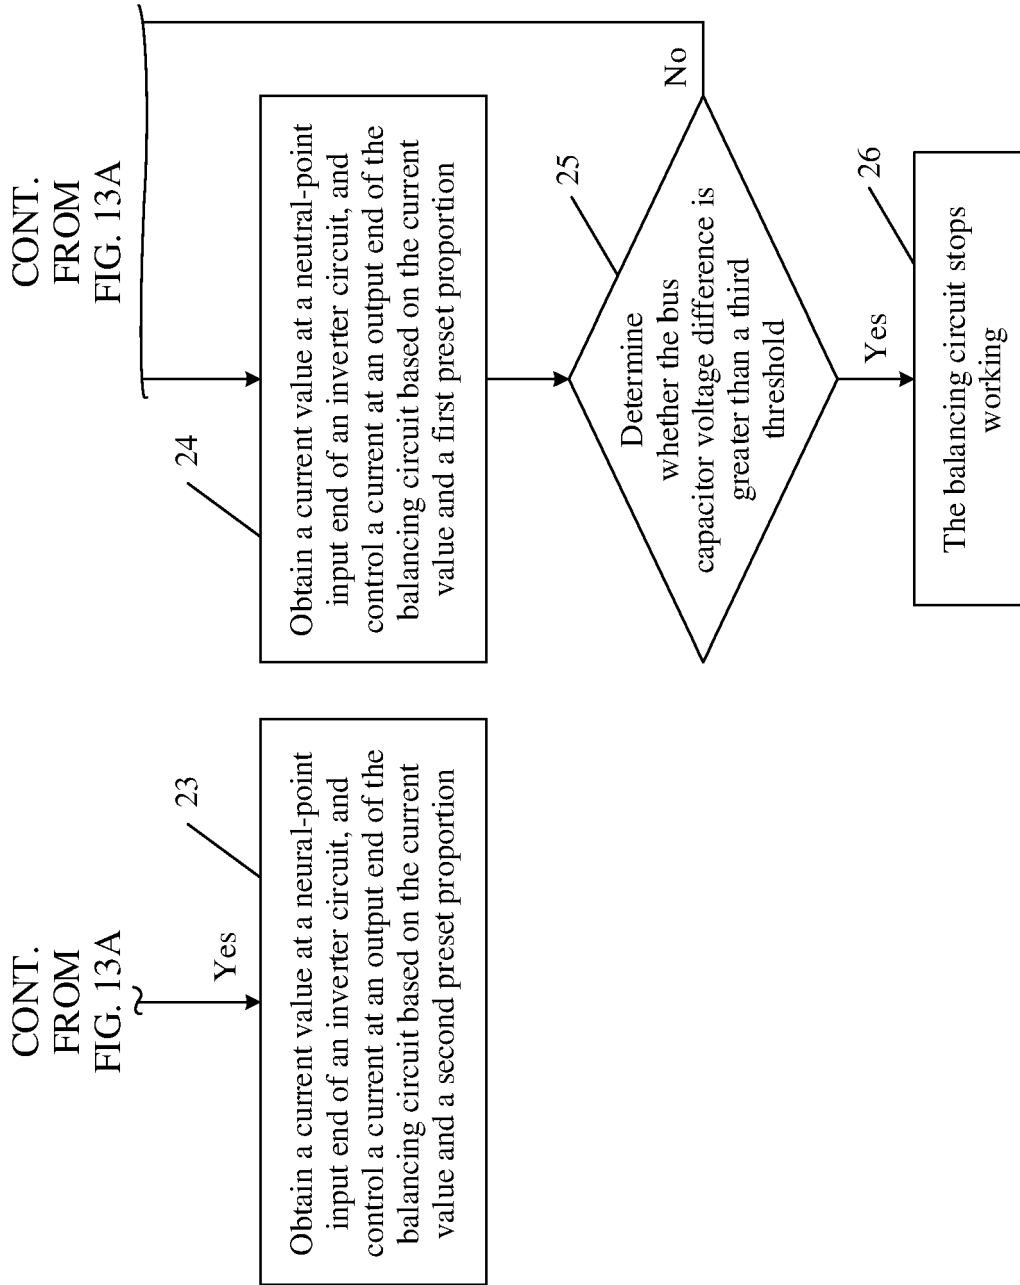 CONT.
FROM
FIG. 13A
Yes
23
Obtain a current value at a neural-point
input end of an inverter circuit, and
control a current at an output end of the
balancing circuit based on the current
value and a second preset proportion
CONT.
FROM
FIG. 13A
24
Obtain a current value at a neutral-point
input end of an inverter circuit, and
control a current at an output end of the
balancing circuit based on the current
value and a first preset proportion
25
Determine
whether the bus
capacitor voltage difference is
greater than a third
threshold
No
Yes
26
The balancing circuit stops
working